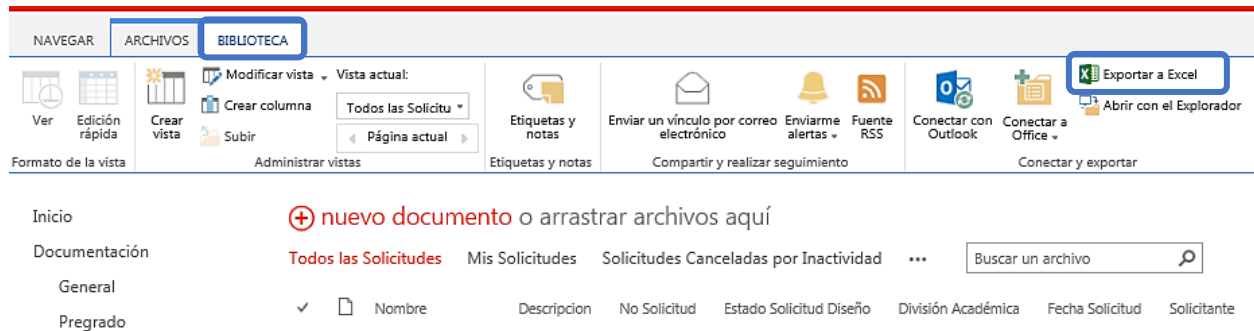 NAVEGAR ARCHIVOS BIBLIOTECA
Ver
Edición
rápida
Formato de la vista
Crear
vista
Modificar vista
Crear columna
Subir
Vista actual:
Todos las Solicitu
Página actual
Administrar vistas
Etiquetas y
notas
Etiquetas y notas
Enviar un vínculo por correo
electrónico
Enviarme
alertas
Fuente
RSS
Compartir y realizar seguimiento
Conectar con
Outlook
Conectar a
Office
Exportar a Excel
Abrir con el Explorador
Conectar y exportar
Inicio
Documentación
General
Pregrado
nuevo documento o arrastrar archivos aquí
Todos las Solicitudes Mis Solicitudes Solicitudes Canceladas por Inactividad ••• Buscar un archivo
Nombre Descripcion No Solicitud Estado Solicitud Diseño División Académica Fecha Solicitud Solicitante